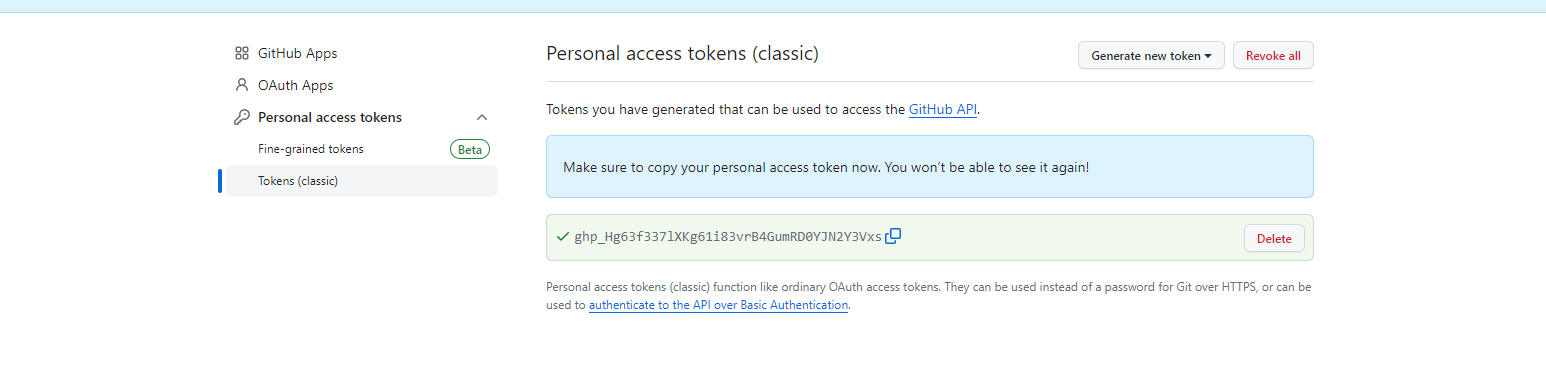 GitHub Apps
OAuth Apps
Personal access tokens
Fine-grained tokens
Beta
Tokens (classic)
Personal access tokens (classic)
Generate new token
Revoke all
Tokens you have generated that can be used to access the GitHub API.
Make sure to copy your personal access token now. You won't be able to see it again!
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
Delete
Personal access tokens (classic) function like ordinary OAuth access tokens. They can be used instead of a password for Git over HTTPS, or can be
used to authenticate to the API over Basic Authentication.